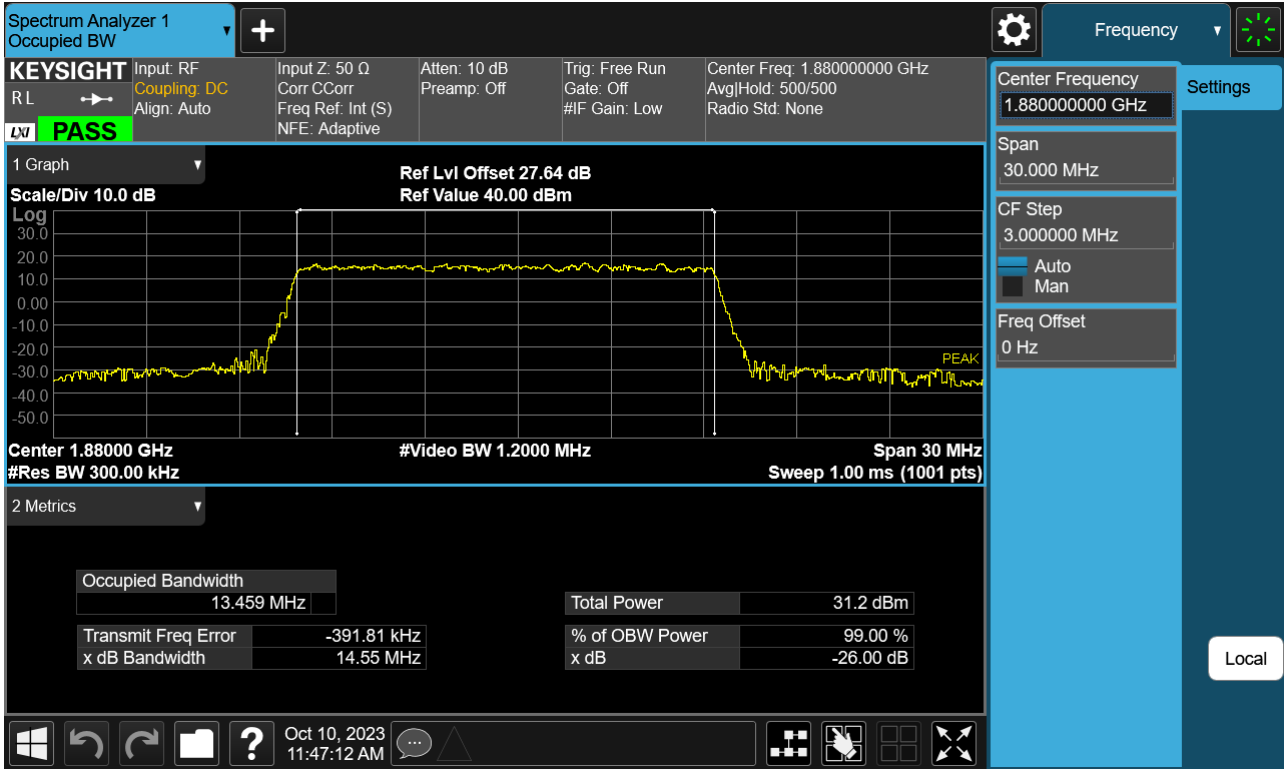 Spectrum Analyzer 1
Occupied BW
Frequency
KEYSIGHT
R L
LXI PASS
Input: RF
Coupling: DC
Align: Auto
Input Z: 50 Ω
Corr CCorr
Freq Ref: Int (S)
NFE: Adaptive
Atten: 10 dB
Preamp: Off
Trig: Free Run
Gate: Off
#IF Gain: Low
Center Freq: 1.880000000 GHz
Avg|Hold: 500/500
Radio Std: None
Center Frequency
1.880000000 GHz
Settings
Span
30.000 MHz
CF Step
3.000000 MHz
Auto
Man
Freq Offset
0 Hz
Local
1 Graph
Scale/Div 10.0 dB
Ref Lvl Offset 27.64 dB
Ref Value 40.00 dBm
Log
30.0
20.0
10.0
0.00
-10.0
-20.0
-30.0
-40.0
-50.0
PEAK
Center 1.88000 GHz
#Video BW 1.2000 MHz
Span 30 MHz
#Res BW 300.00 kHz
Sweep 1.00 ms (1001 pts)
2 Metrics
Occupied Bandwidth
13.459 MHz
Total Power 31.2 dBm
Transmit Freq Error -391.81 kHz
% of OBW Power 99.00 %
x dB Bandwidth 14.55 MHz
x dB -26.00 dB
?
Oct 10, 2023
11:47:12 AM